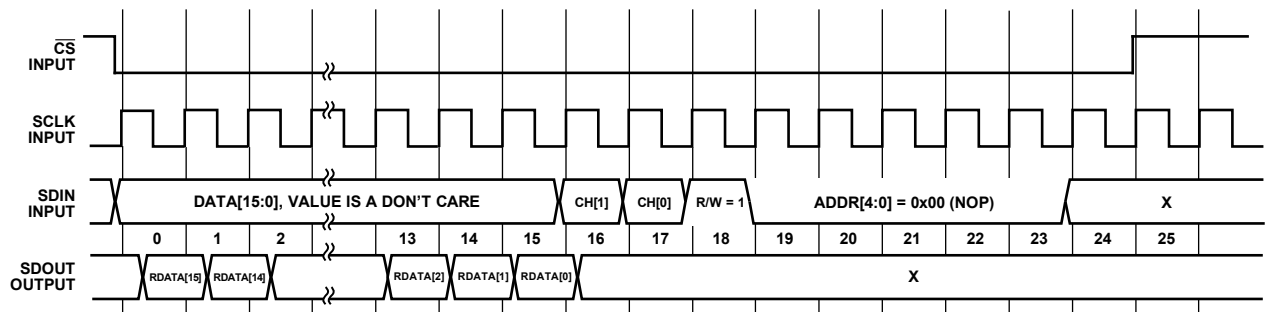 CS
INPUT
SCLK
INPUT
SDIN
INPUT
DATA[15:0], VALUE IS A DON'T CARE
CH[1]
CH[0]
R/W = 1
ADDR[4:0] = 0x00 (NOP)
X
0 1 2 13 14 15 16 17 18 19 20 21 22 23 24 25
SDOUT
OUTPUT
RDATA[15]
RDATA[14]
RDATA[2]
RDATA[1]
RDATA[0]
X